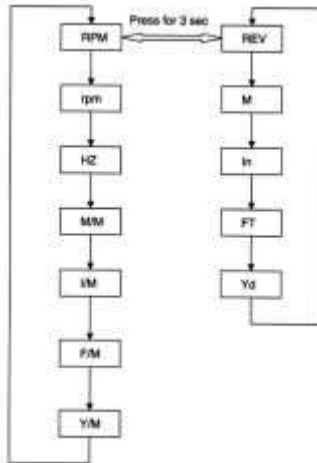 Press for 3 sec
RPM
REV
rpm
M
HZ
In
M/M
FT
I/M
Yd
F/M
Y/M